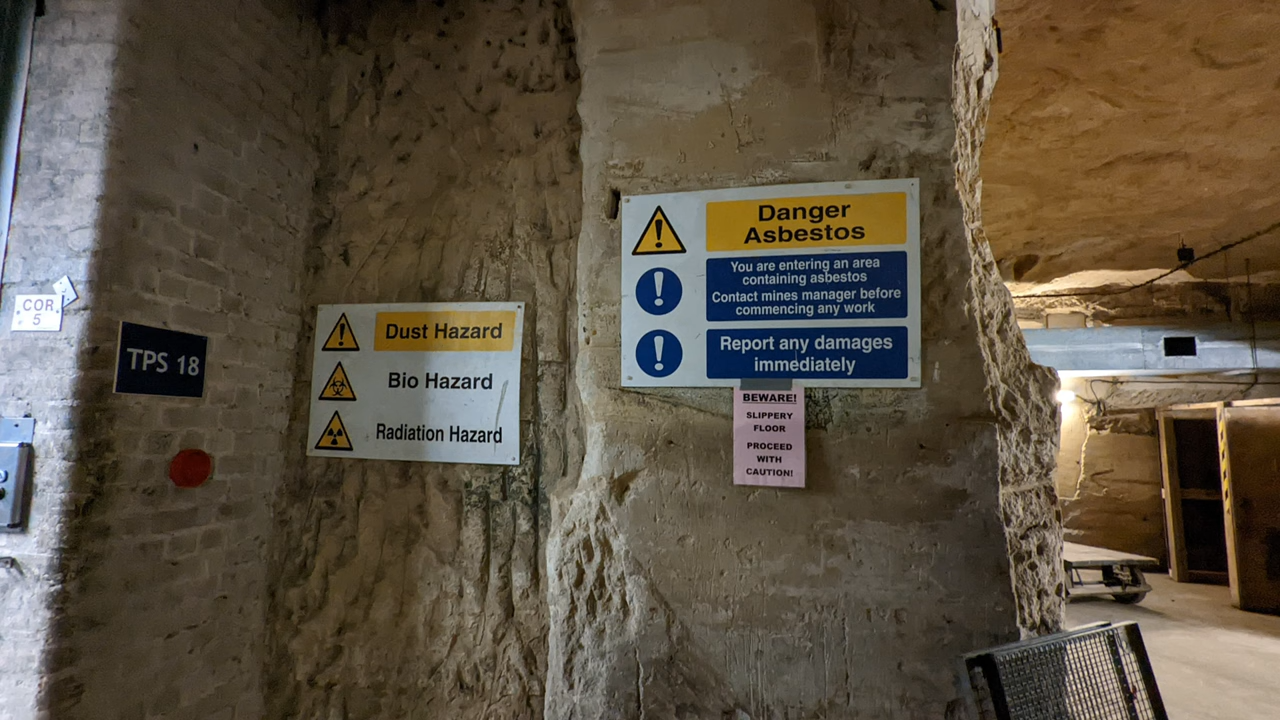 COR
5
TPS 18
Dust Hazard
Bio Hazard
Radiation Hazard
Danger
Asbestos
You are entering an area
containing asbestos
Contact mines manager before
commencing any work
Report any damages
immediately
BEWARE!
SLIPPERY
FLOOR
PROCEED
WITH
CAUTION!